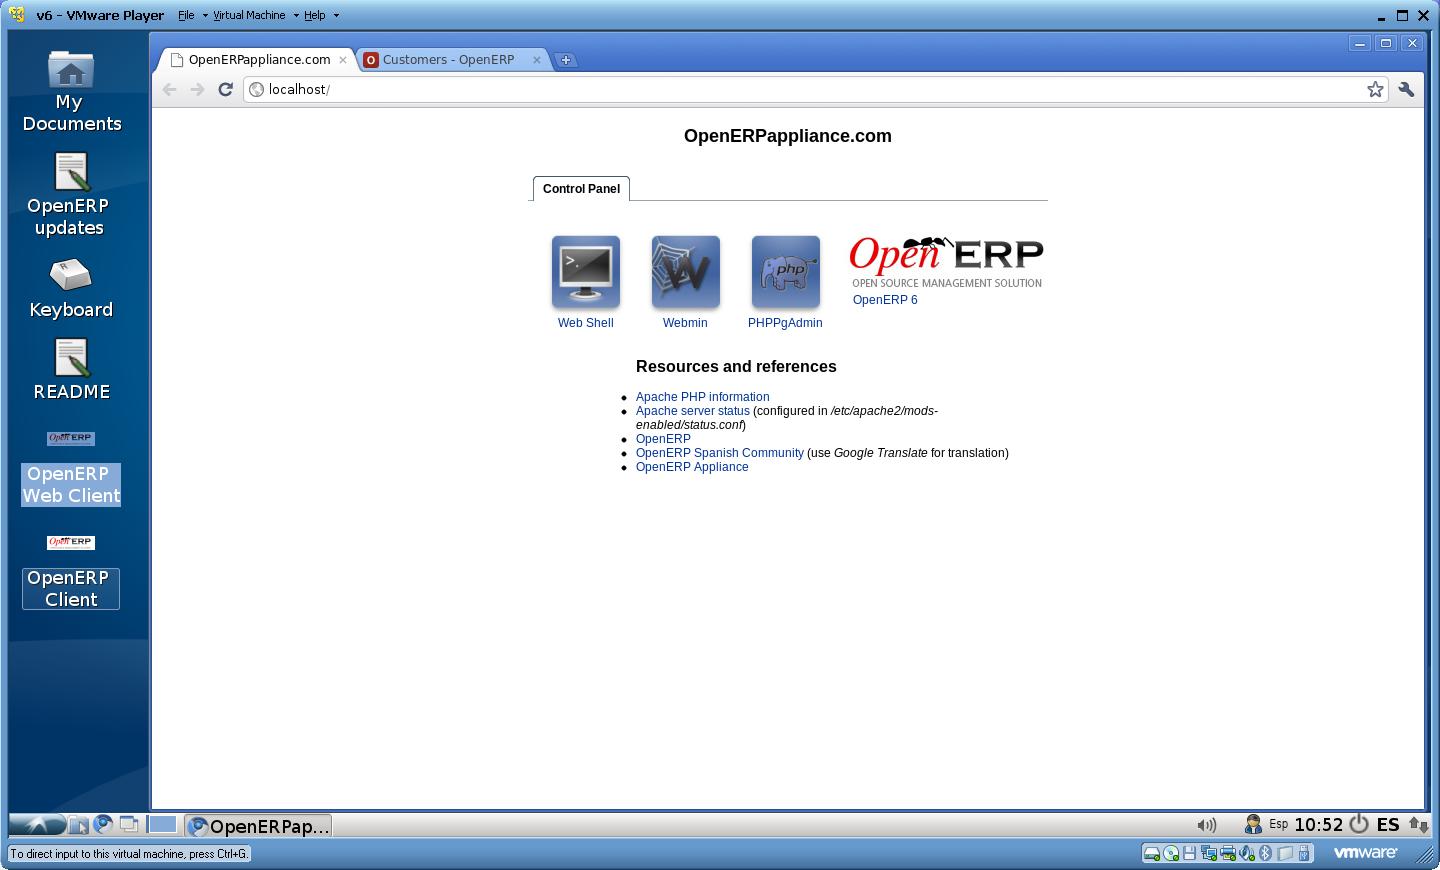 v6 - VMware Player File Virtual Machine Help
My
Documents
OpenERP
updates
Keyboard
README
OpenERP
OpenERP
Web Client
OpenERP
OpenERP
Client
OpenERPappliance.com Customers - OpenERP
localhost/
OpenERPappliance.com
Control Panel
>_
W
php
Open ERP
OPEN SOURCE MANAGEMENT SOLUTION
OpenERP 6
Web Shell Webmin PHPPgAdmin
Resources and references
Apache PHP information
Apache server status (configured in /etc/apache2/mods-
enabled/status.conf)
OpenERP
OpenERP Spanish Community (use Google Translate for translation)
OpenERP Appliance
OpenERPap... Esp 10:52 ES
To direct input to this virtual machine, press Ctrl+G. vmware